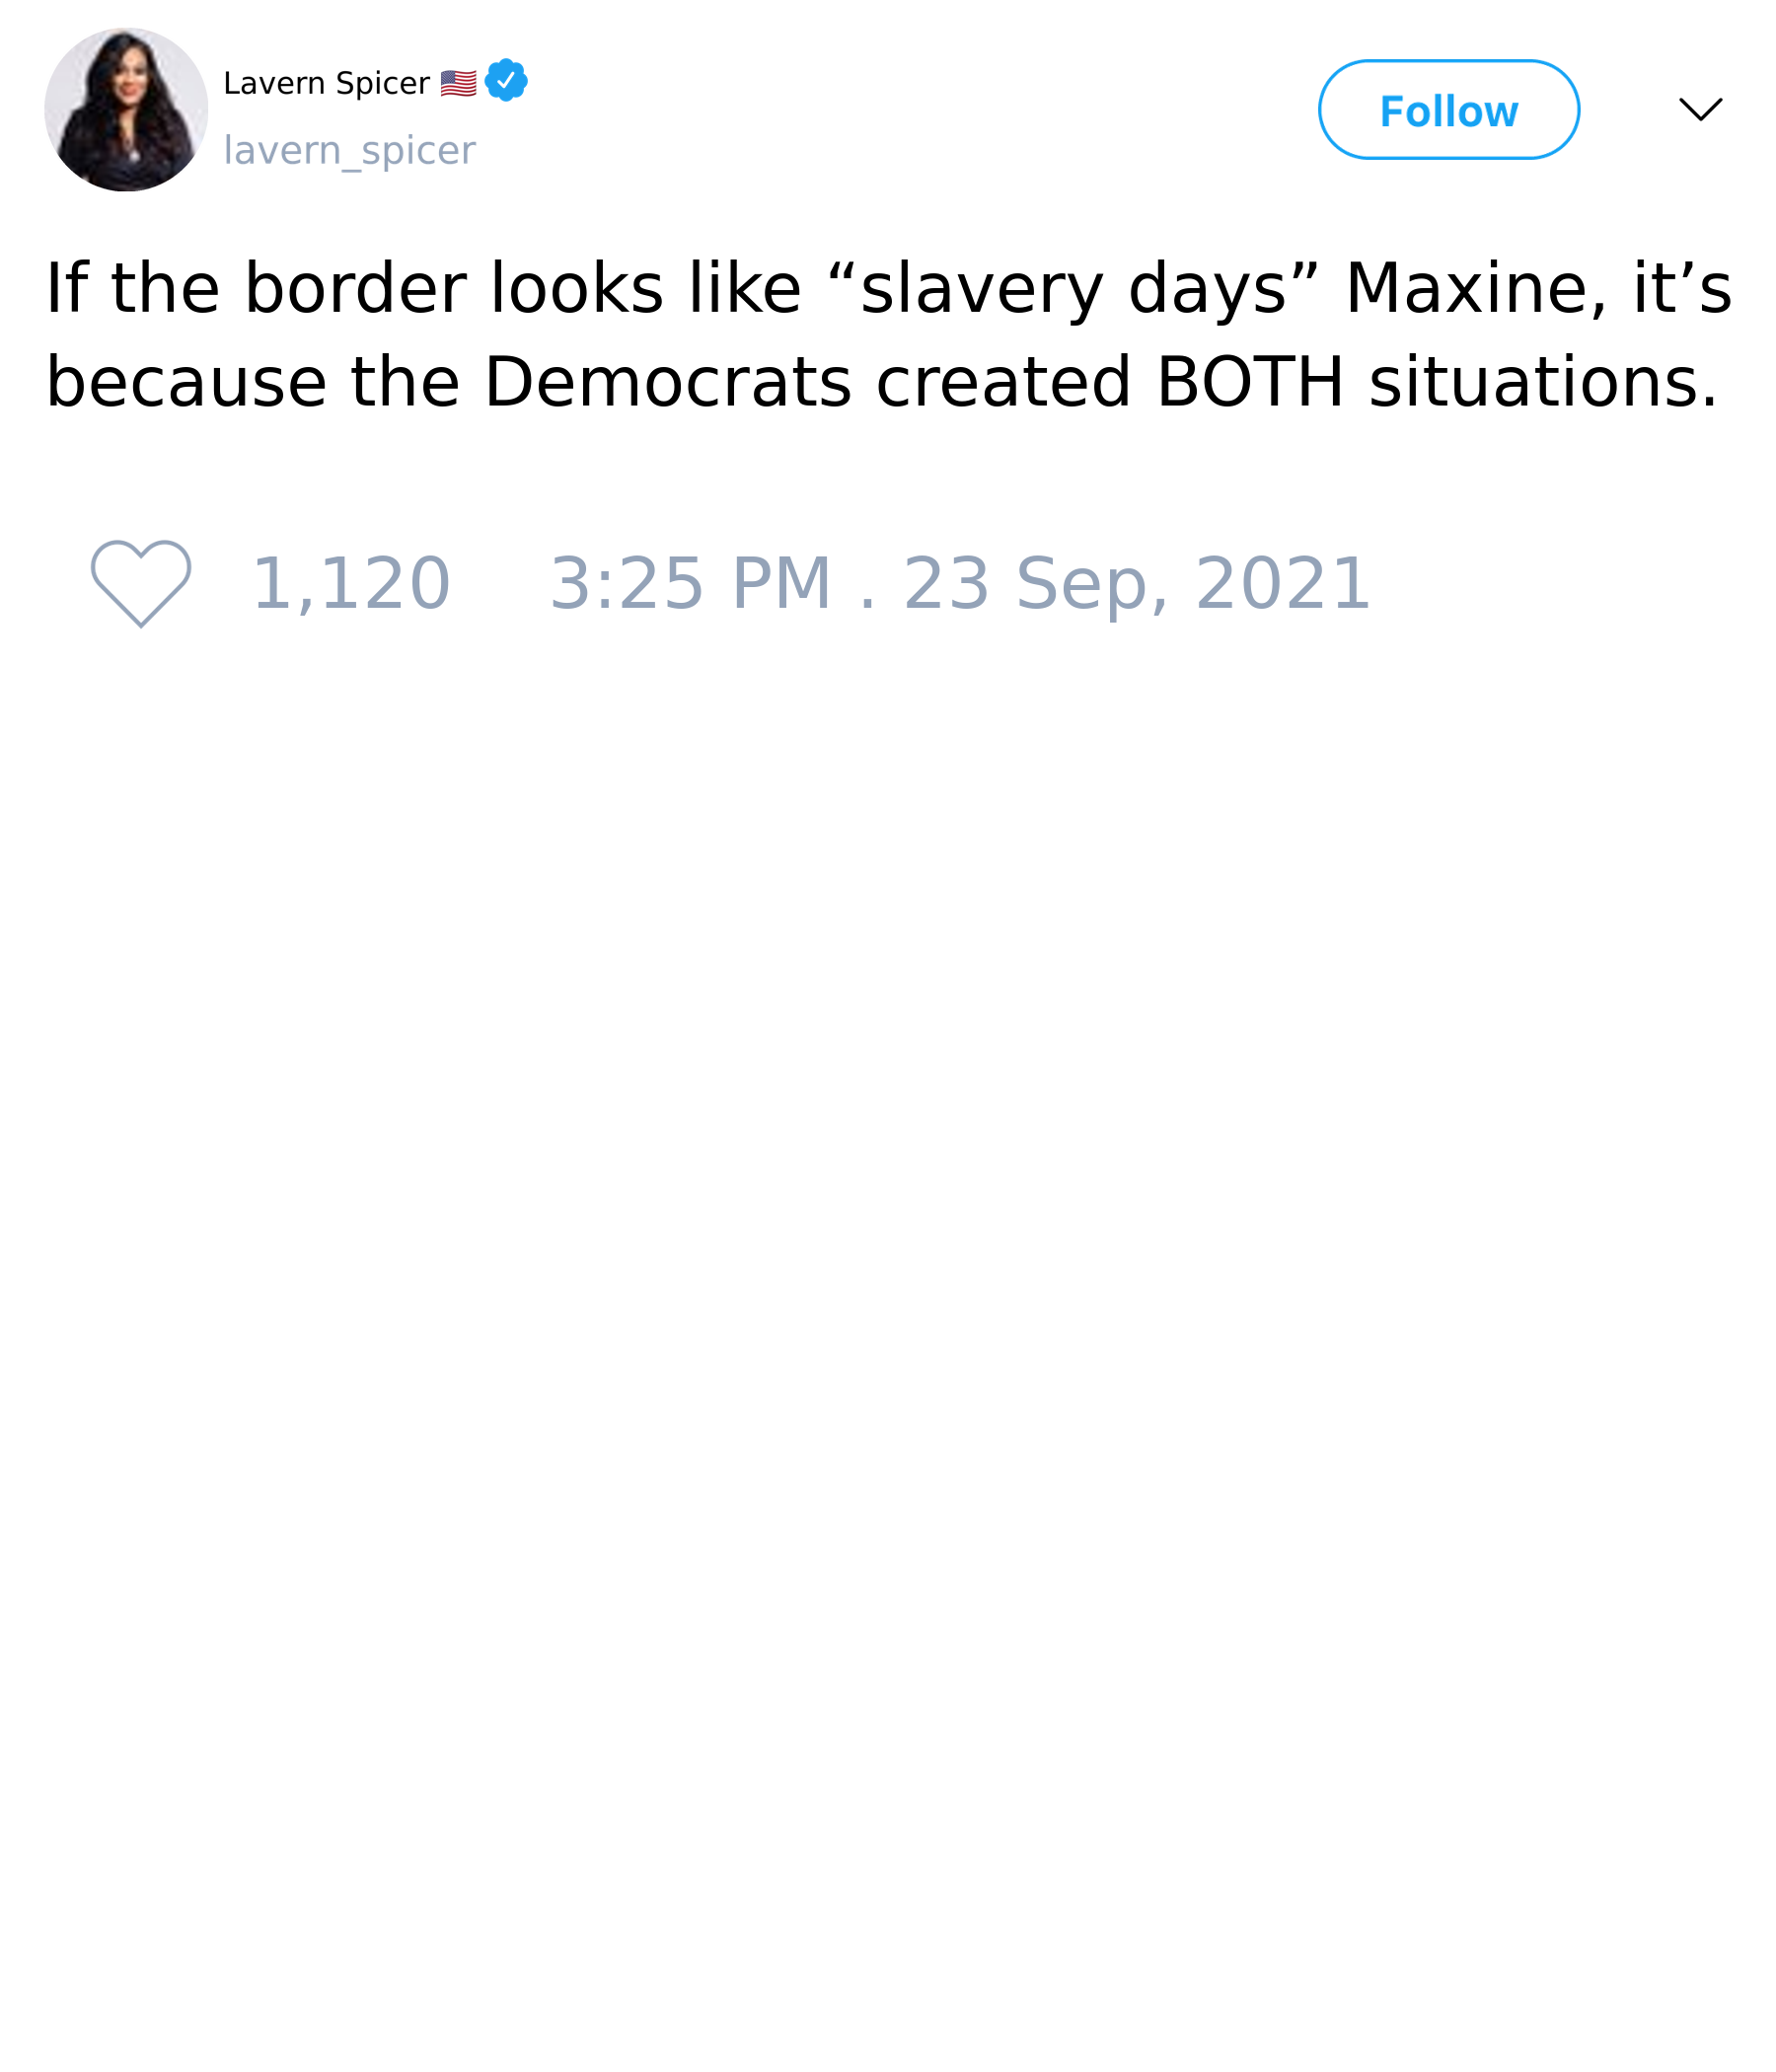 Lavern Spicer 🇺🇸
lavern_spicer
Follow
If the border looks like “slavery days” Maxine, it’s
because the Democrats created BOTH situations.
1,120 3:25 PM . 23 Sep, 2021